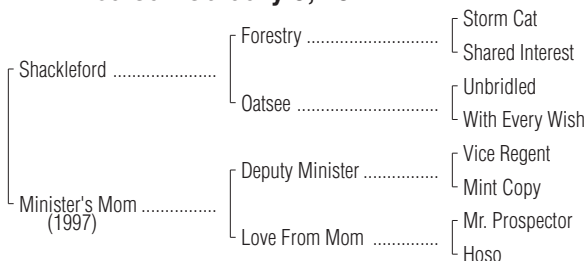 Storm Cat
Forestry
Shared Interest
Shackleford
Unbridled
Oatsee
With Every Wish
Vice Regent
Deputy Minister
Mint Copy
Minister's Mom
(1997)
Mr. Prospector
Love From Mom
Hoso